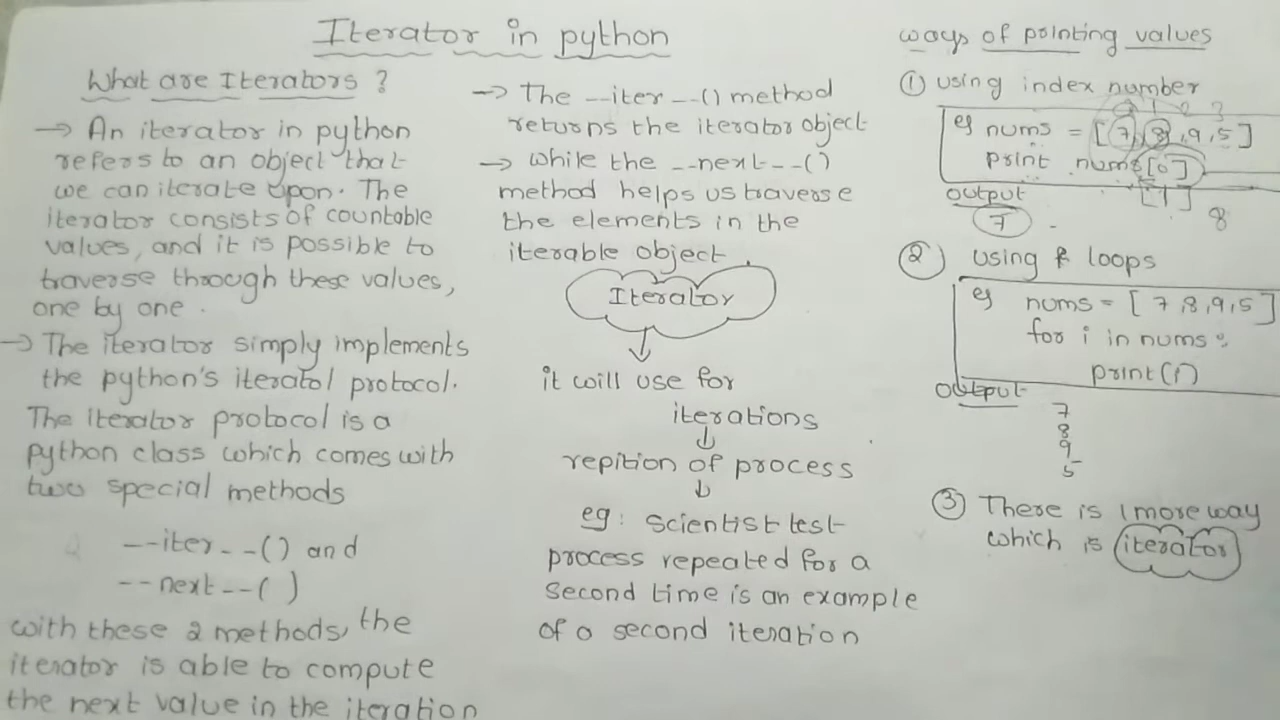 Iterator in python
What are Iterators ?
→ An iterator in python
refers to an object that
we can iterate upon. The
iterator consists of countable
values, and it is possible to
traverse through these values,
one by one.
→ The iterator simply implements
the python's iterator protocol.
The iterator protocol is a
python class which comes with
two special methods
--iter--() and
--next--( )
with these 2 methods, the
iterator is able to compute
the next value in the iteration
→ The --iter--() method
returns the iterator object
→ while the --next--()
method helps us traverse
the elements in the
iterable object.
Iterator
it will use for
iterations
repition of process
eg: scientist test
process repeated for a
second time is an example
of a second iteration
ways of printing values
① using index number
0 1 2 3
eg nums = [7,8,9,5]
print nums[0]
[1]
output
7
8
② using loops
eg nums = [7,8,9,5]
for i in nums:
print(i)
output
7
8
9
5
③ There is 1 more way
which is iterator